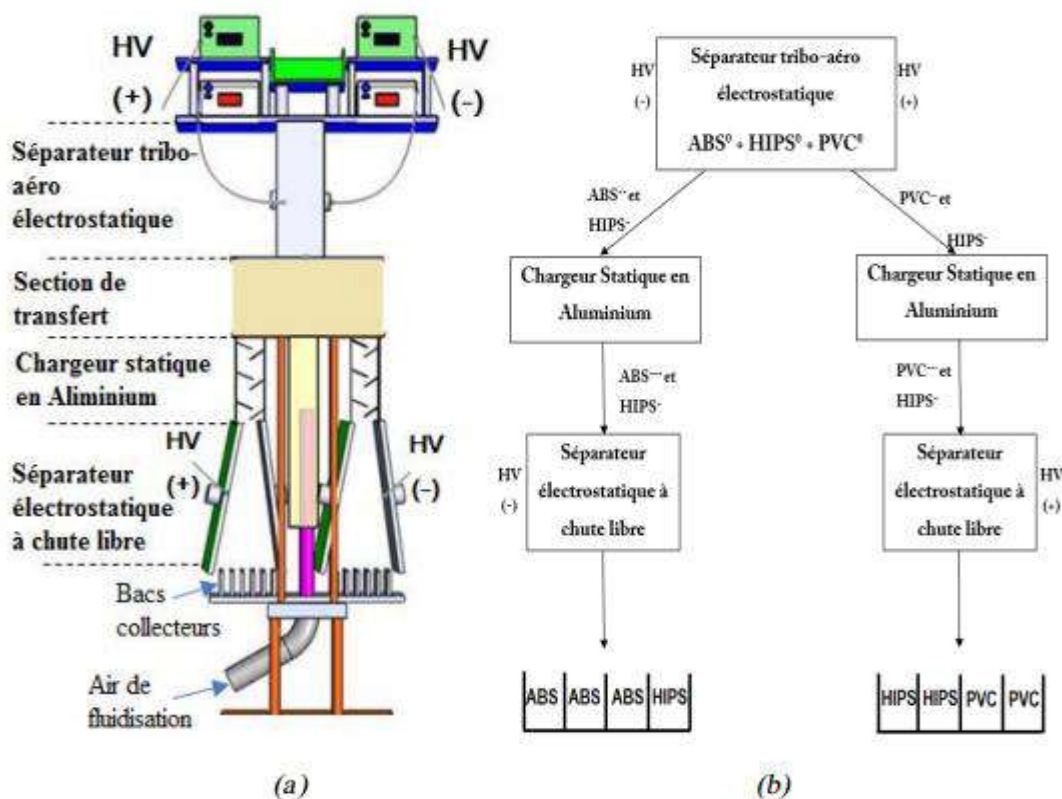 HV
HV
(+)
(-)
Séparateur tribo-
aéro
électrostatique
Section de
transfert
Chargeur statique
en Aliminium
HV
HV
Séparateur
(+)
(-)
électrostatique
à chute libre
Bacs
collecteurs
Air de
fluidisation
(a)
HV
(-)
Séparateur tribo-aéro
électrostatique
ABS⁰ + HIPS⁰ + PVC⁰
HV
(+)
ABS⁻⁻ et
HIPS⁻
PVC⁻ et
HIPS⁻
Chargeur Statique en
Aluminium
Chargeur Statique en
Aluminium
ABS⁻⁻ et
HIPS⁻
PVC⁻⁻ et
HIPS⁻
HV
(-)
Séparateur
électrostatique à
chute libre
Séparateur
électrostatique à
chute libre
HV
(+)
ABS ABS ABS HIPS
HIPS HIPS PVC PVC
(b)